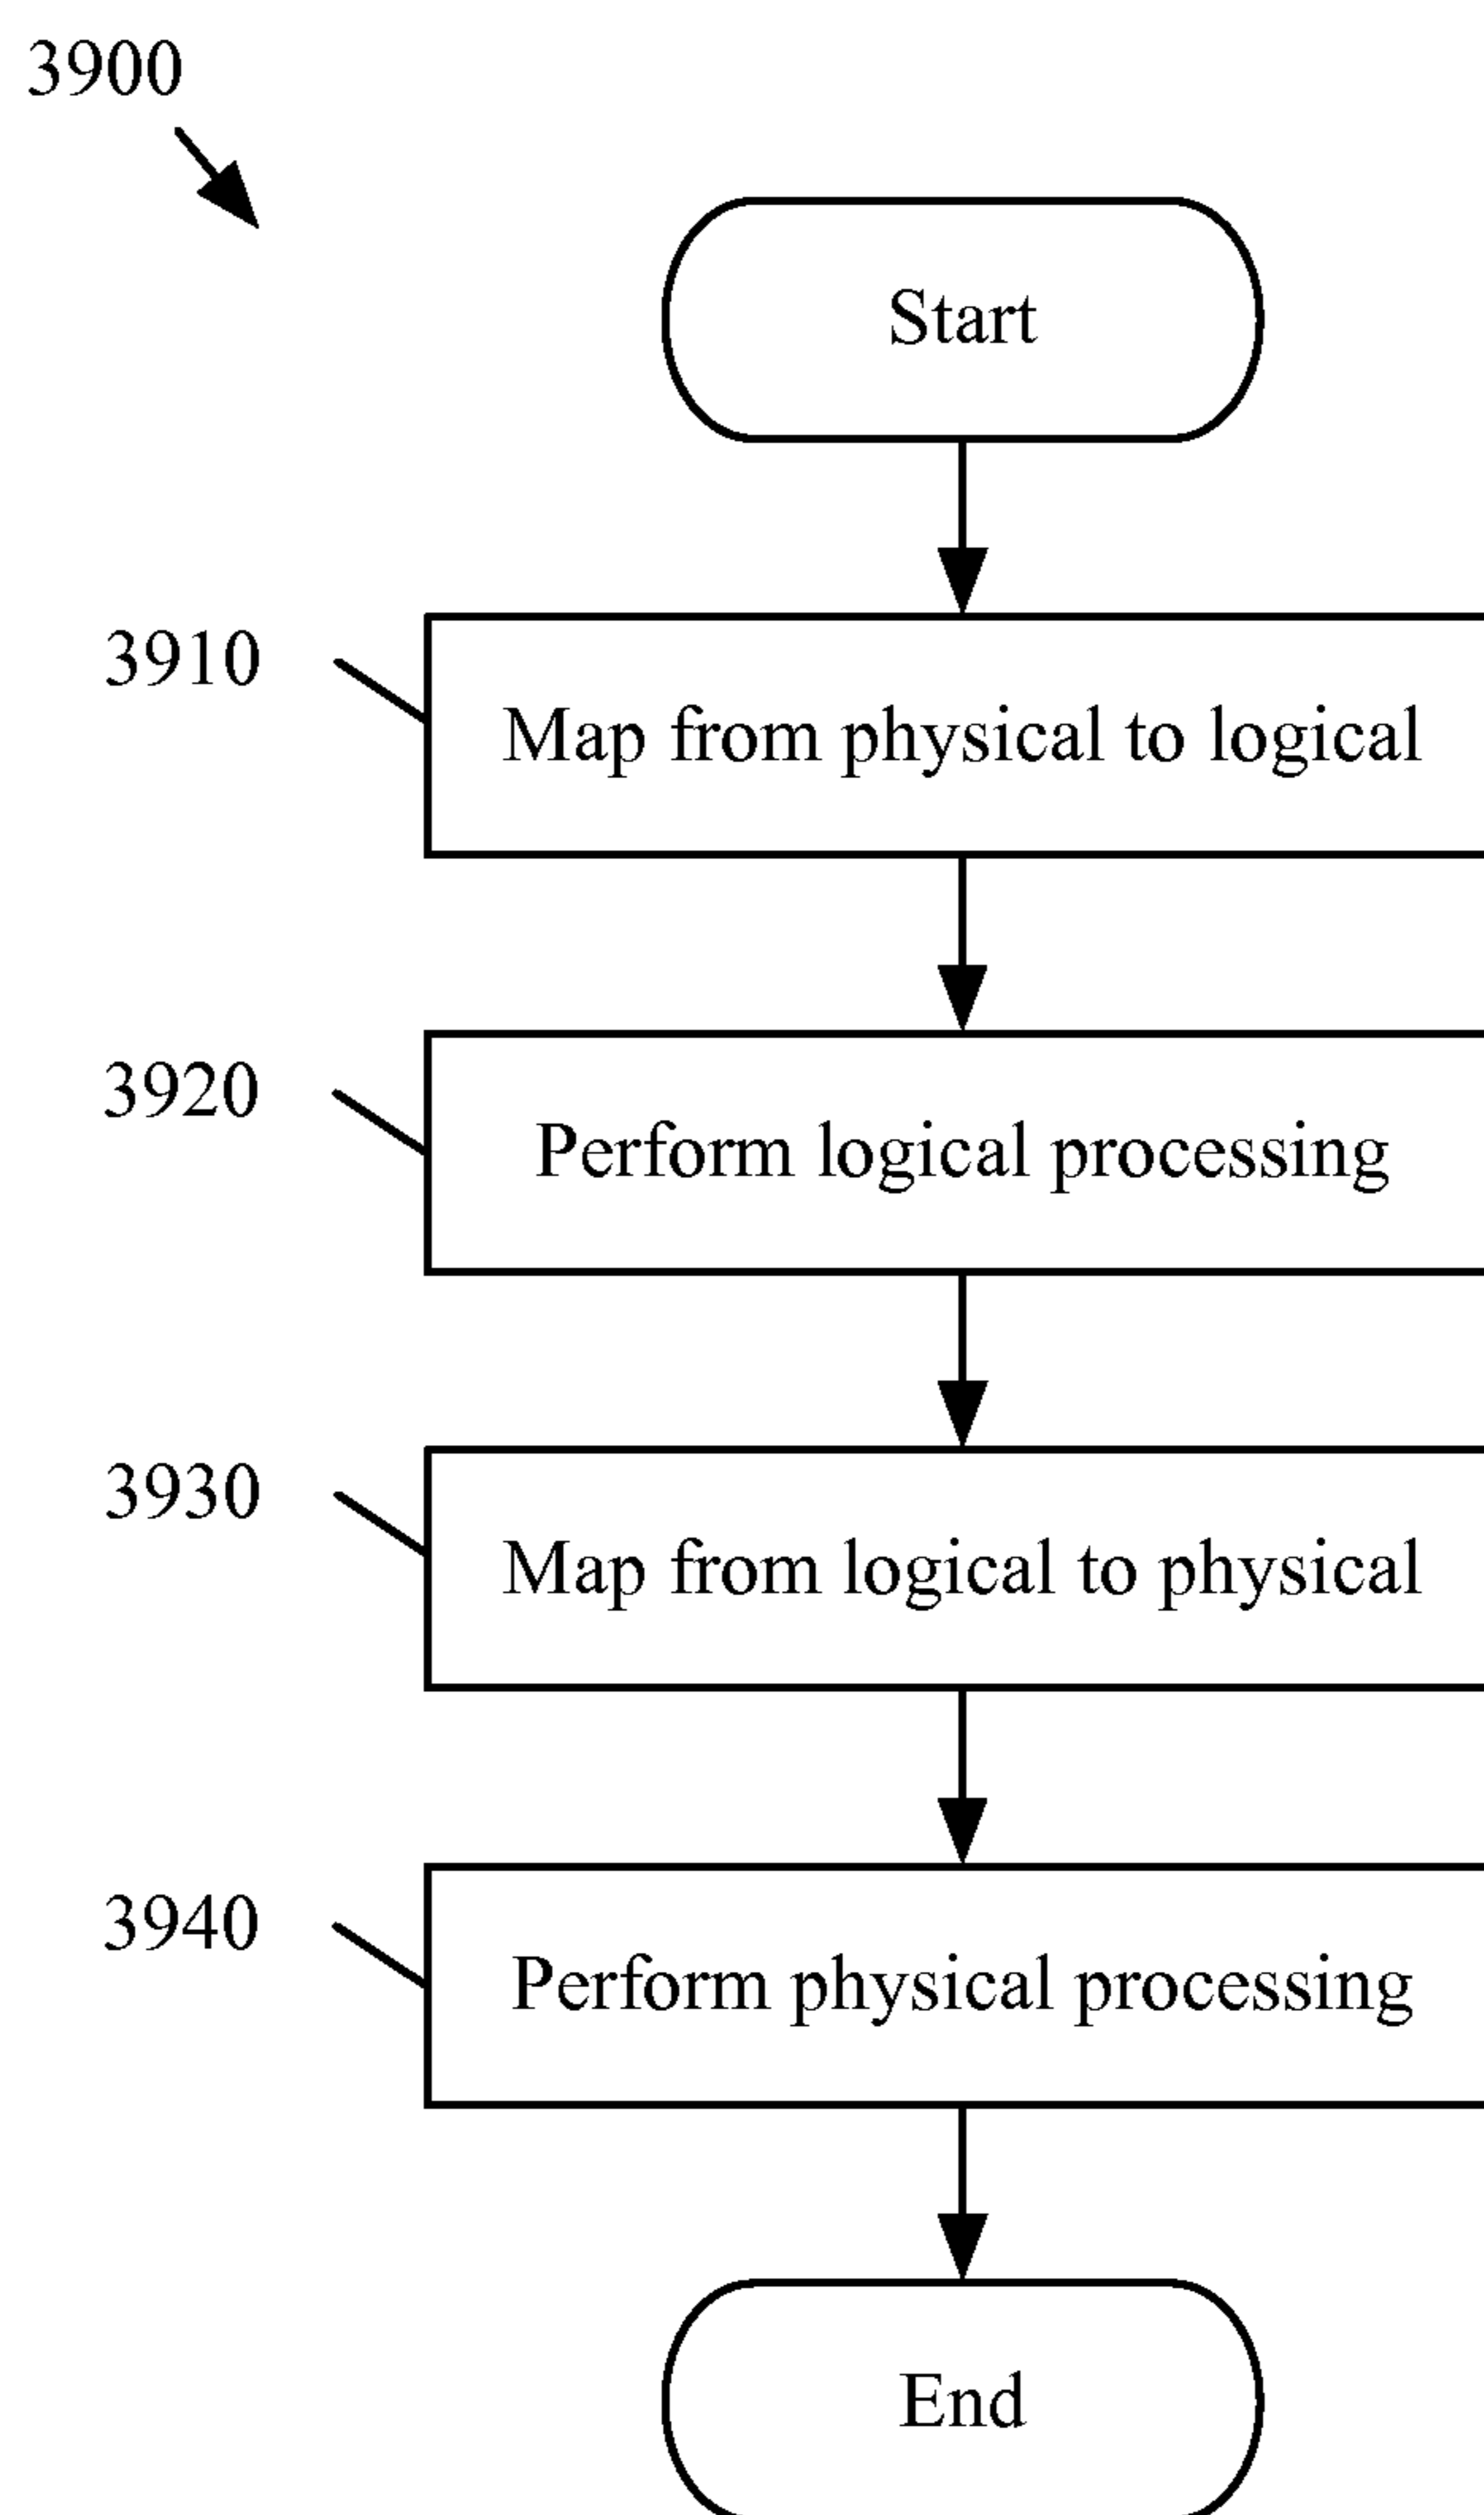 3900
Start
3910
Map from physical to logical
3920
Perform logical processing
3930
Map from logical to physical
3940
Perform physical processing
End